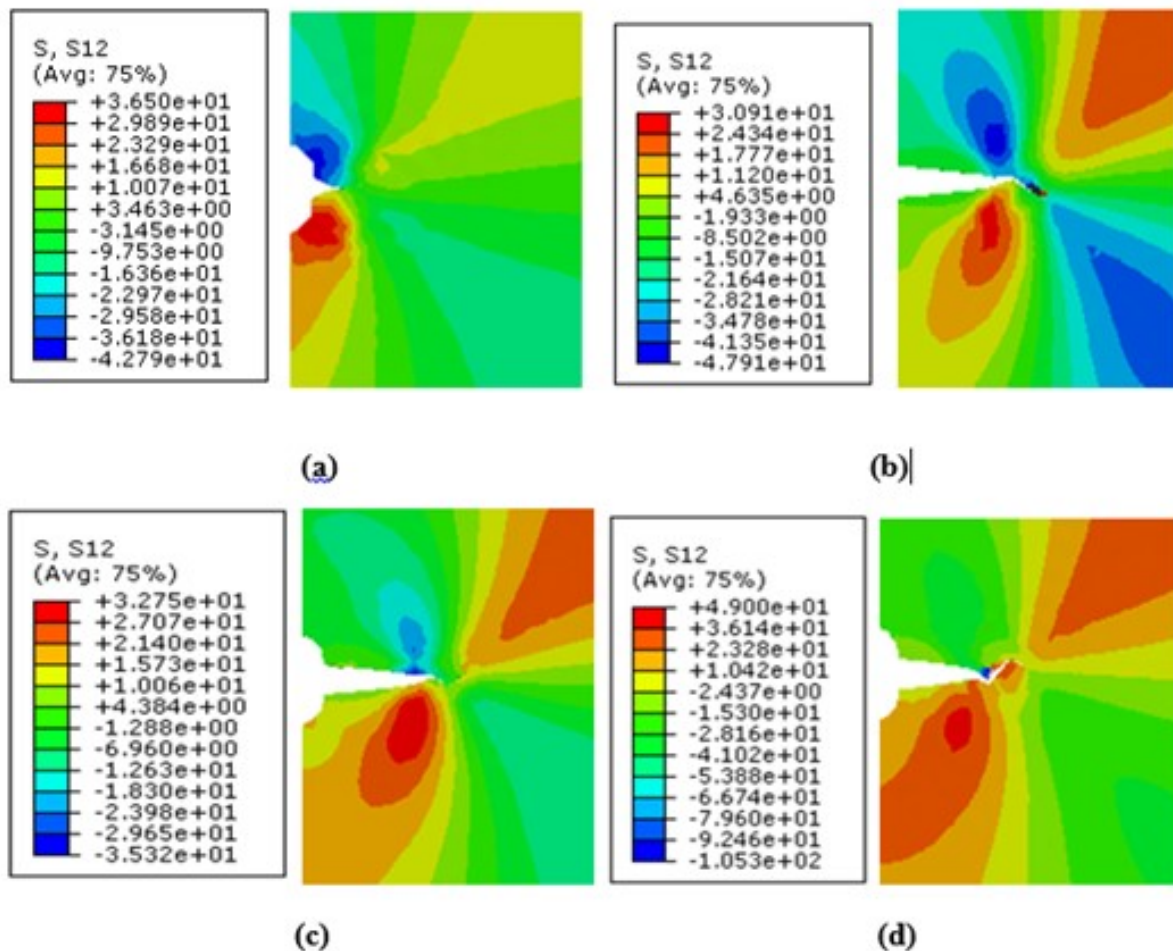 S, S12
(Avg: 75%)
+3.650e+01
+2.989e+01
+2.329e+01
+1.668e+01
+1.007e+01
+3.463e+00
-3.145e+00
-9.753e+00
-1.636e+01
-2.297e+01
-2.958e+01
-3.618e+01
-4.279e+01
(a)
S, S12
(Avg: 75%)
+3.091e+01
+2.434e+01
+1.777e+01
+1.120e+01
+4.635e+00
-1.933e+00
-8.502e+00
-1.507e+01
-2.164e+01
-2.821e+01
-3.478e+01
-4.135e+01
-4.791e+01
(b)
S, S12
(Avg: 75%)
+3.275e+01
+2.707e+01
+2.140e+01
+1.573e+01
+1.006e+01
+4.384e+00
-1.288e+00
-6.960e+00
-1.263e+01
-1.830e+01
-2.398e+01
-2.965e+01
-3.532e+01
(c)
S, S12
(Avg: 75%)
+4.900e+01
+3.614e+01
+2.328e+01
+1.042e+01
-2.437e+00
-1.530e+01
-2.816e+01
-4.102e+01
-5.388e+01
-6.674e+01
-7.960e+01
-9.246e+01
-1.053e+02
(d)